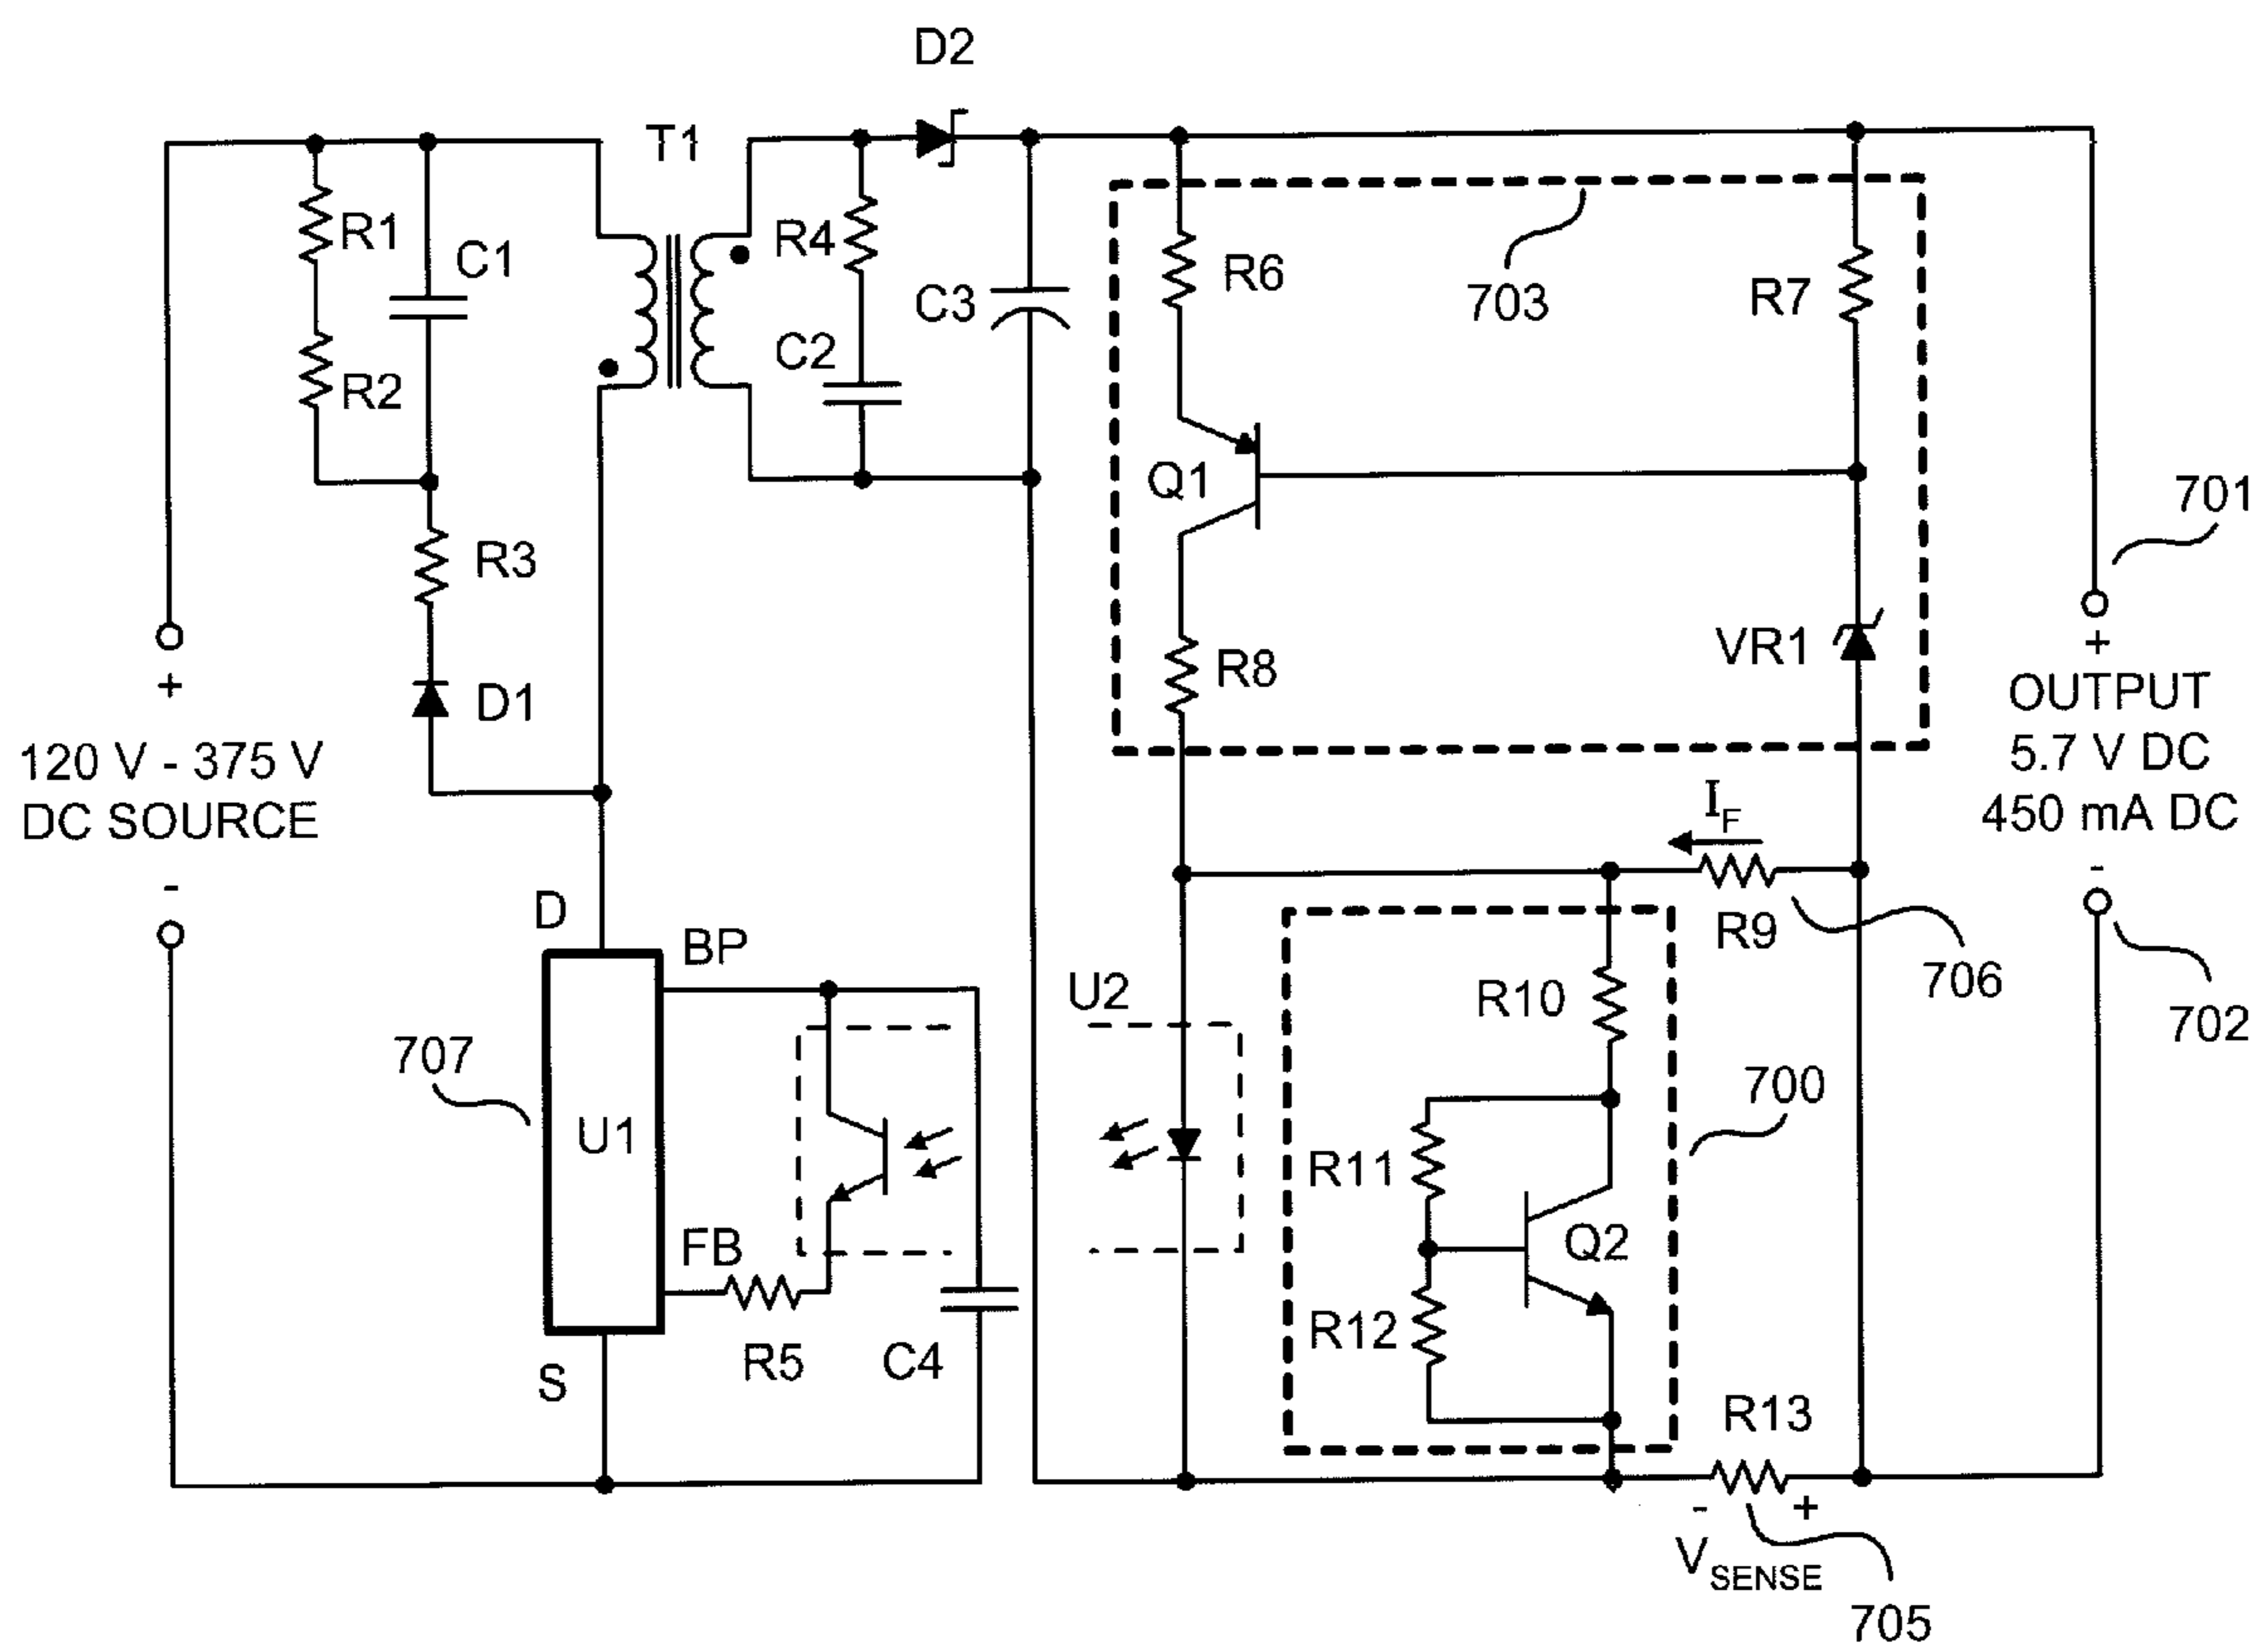 D2
T1
R1
C1
R4
C3
R6
703
R7
C2
R2
Q1
701
R3
VR1
+
R8
+
D1
OUTPUT
5.7 V DC
450 mA DC
120 V - 375 V
DC SOURCE
I_F
-
-
D
BP
R9
706
U2
R10
702
707
700
U1
R11
FB
Q2
R12
R5
C4
S
R13
- +
V_SENSE
705